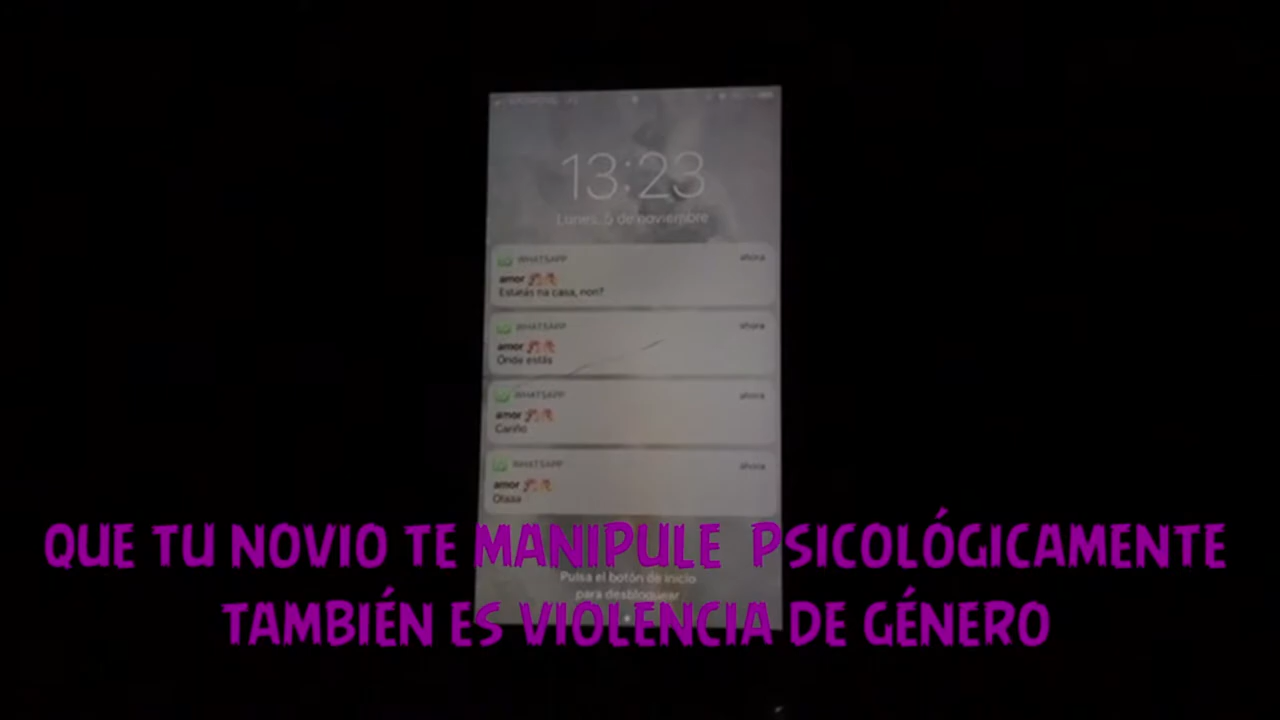 13:23
Lunes, 5 de noviembre
WHATSAPP ahora
amor
Estarás na casa, non?
WHATSAPP ahora
amor
Onde estás
WHATSAPP ahora
amor
Cariño
WHATSAPP ahora
amor
Olaaa
QUE TU NOVIO TE MANIPULE PSICOLÓGICAMENTE
Pulsa el botón de inicio
para desbloquear
TAMBIÉN ES VIOLENCIA DE GÉNERO